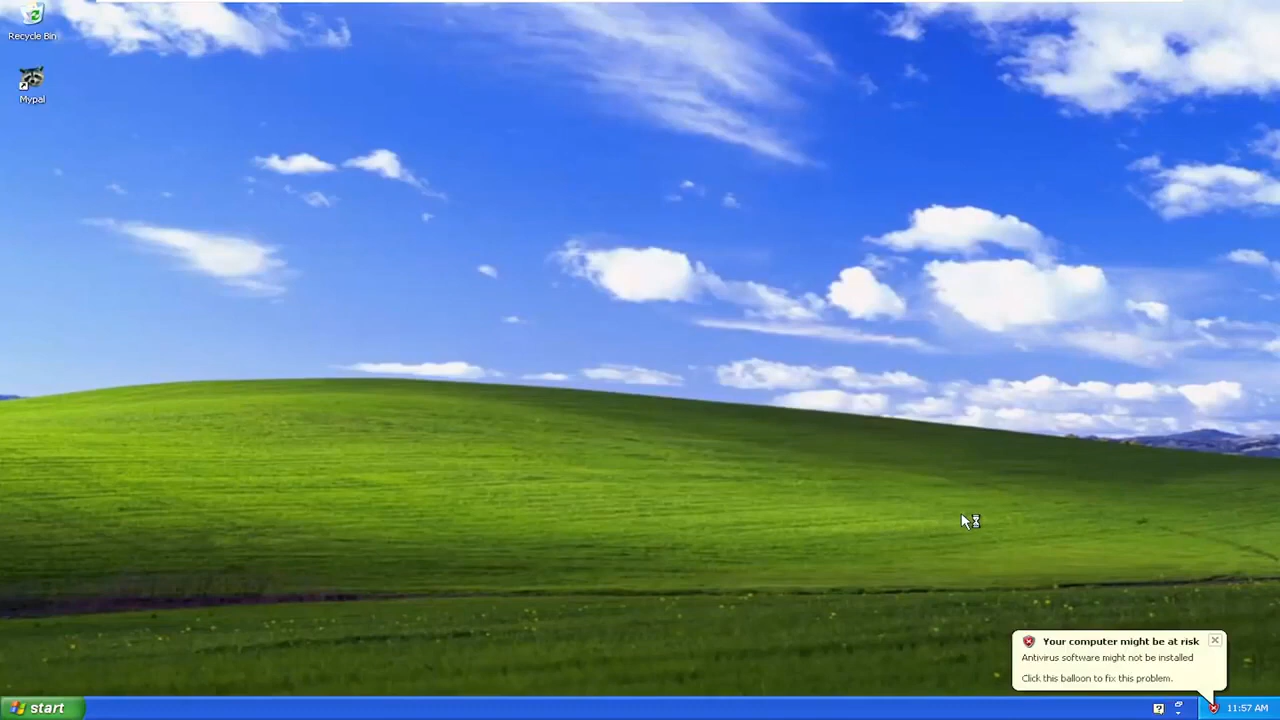 Recycle Bin
Mypal
Your computer might be at risk
Antivirus software might not be installed
Click this balloon to fix this problem.
start
11:57 AM